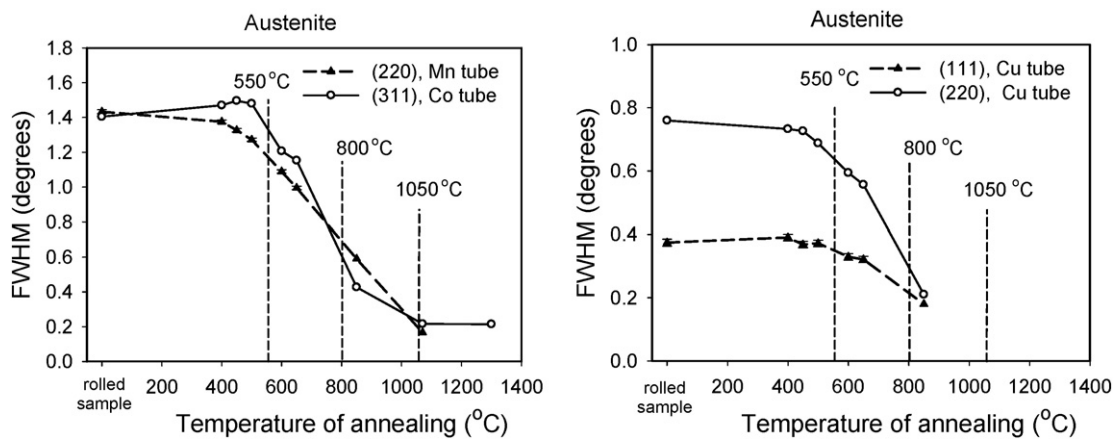 Austenite
1.8
1.6
1.4
1.2
1.0
0.8
0.6
0.4
0.2
0.0
FWHM (degrees)
550 °C
(220), Mn tube
(311), Co tube
800 °C
1050 °C
rolled
sample
200 400 600 800 1000 1200 1400
Temperature of annealing (°C)
Austenite
1.0
0.8
0.6
0.4
0.2
0.0
FWHM (degrees)
550 °C
(111), Cu tube
(220), Cu tube
800 °C
1050 °C
rolled
sample
200 400 600 800 1000 1200 1400
Temperature of annealing (°C)